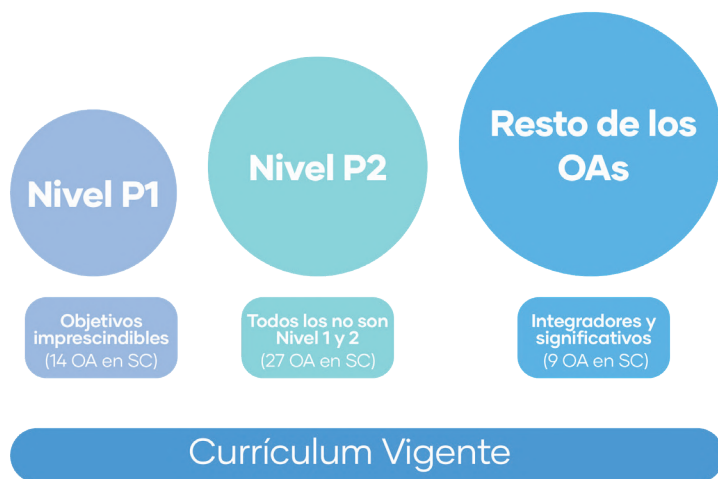 Nivel P1
Nivel P2
Resto de los
OAs
Objetivos
imprescindibles
(14 OA en SC)
Todos los no son
Nivel 1 y 2
(27 OA en SC)
Integradores y
significativos
(9 OA en SC)
Currículum Vigente